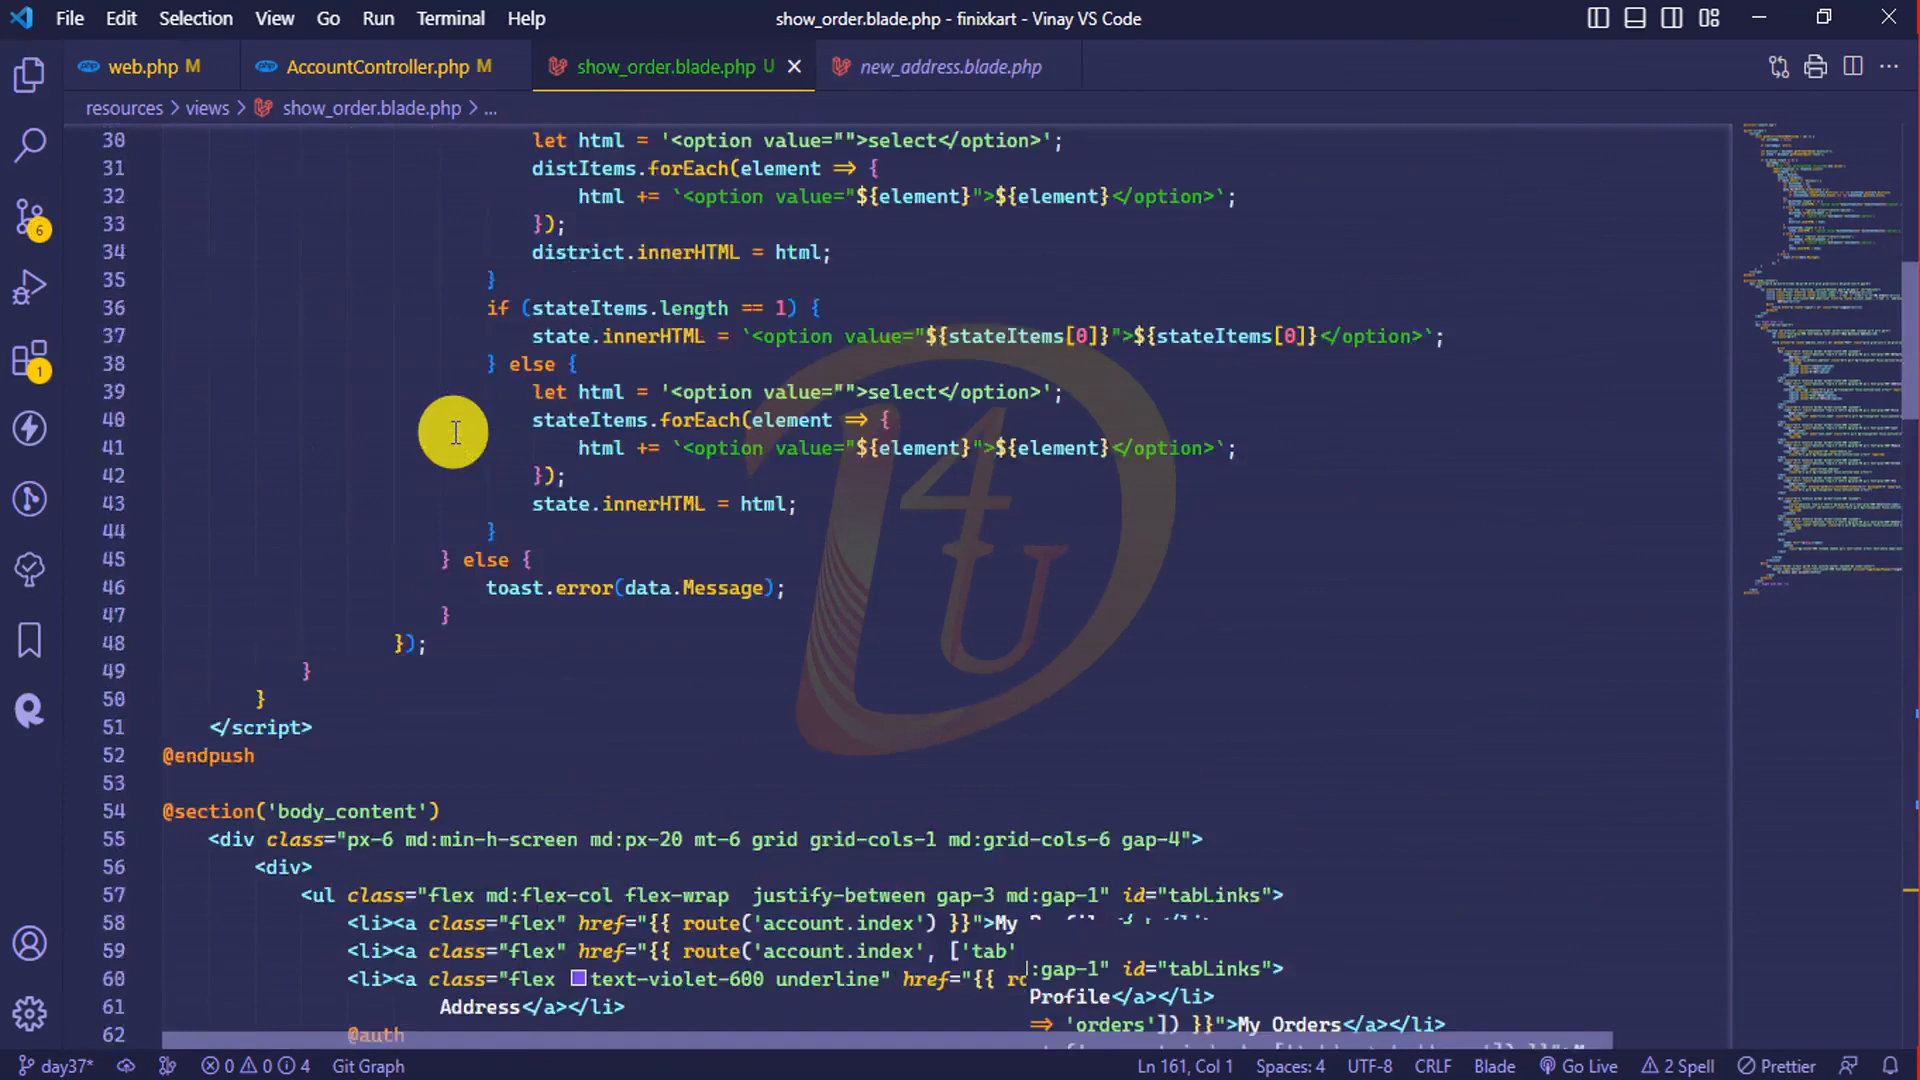 File Edit Selection View Go Run Terminal Help
show_order.blade.php - finixkart - Vinay VS Code
web.php M
AccountController.php M
show_order.blade.php U
new_address.blade.php
resources > views > show_order.blade.php > ...
30 let html = '<option value="">select</option>';
31 distItems.forEach(element => {
32 html += `<option value="${element}">${element}</option>`;
33 });
34 district.innerHTML = html;
35 }
36 if (stateItems.length == 1) {
37 state.innerHTML = `<option value="${stateItems[0]}">${stateItems[0]}</option>`;
38 } else {
39 let html = '<option value="">select</option>';
40 stateItems.forEach(element => {
41 html += `<option value="${element}">${element}</option>`;
42 });
43 state.innerHTML = html;
44 }
45 } else {
46 toast.error(data.Message);
47 }
48 });
49 }
50 }
51 </script>
52 @endpush
53
54 @section('body_content')
55 <div class="px-6 md:min-h-screen md:px-20 mt-6 grid grid-cols-1 md:grid-cols-6 gap-4">
56 <div>
57 <ul class="flex md:flex-col flex-wrap  justify-between gap-3 md:gap-1" id="tabLinks">
58 <li><a class="flex" href="{{ route('account.index') }}">My
59 <li><a class="flex" href="{{ route('account.index', ['tab'
:gap-1" id="tabLinks">
60 <li><a class="flex text-violet-600 underline" href="{{
Profile</a></li>
61 Address</a></li>
=> 'orders']) }}">My Orders</a></li>
62 @auth
6
1
4
U
day37*
0 0 4
Git Graph
Ln 161, Col 1
Spaces: 4
UTF-8
CRLF
Blade
Go Live
2 Spell
Prettier